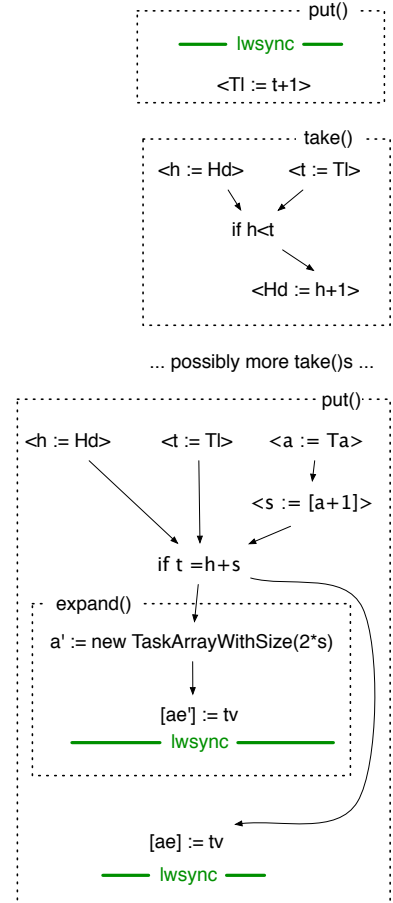 put()
lwsync
<Tl := t+1>
take()
<h := Hd> <t := Tl>
if h<t
<Hd := h+1>
... possibly more take()s ...
put()
<h := Hd> <t := Tl> <a := Ta>
<s := [a+1]>
if t =h+s
expand()
a' := new TaskArrayWithSize(2*s)
[ae'] := tv
lwsync
[ae] := tv
lwsync